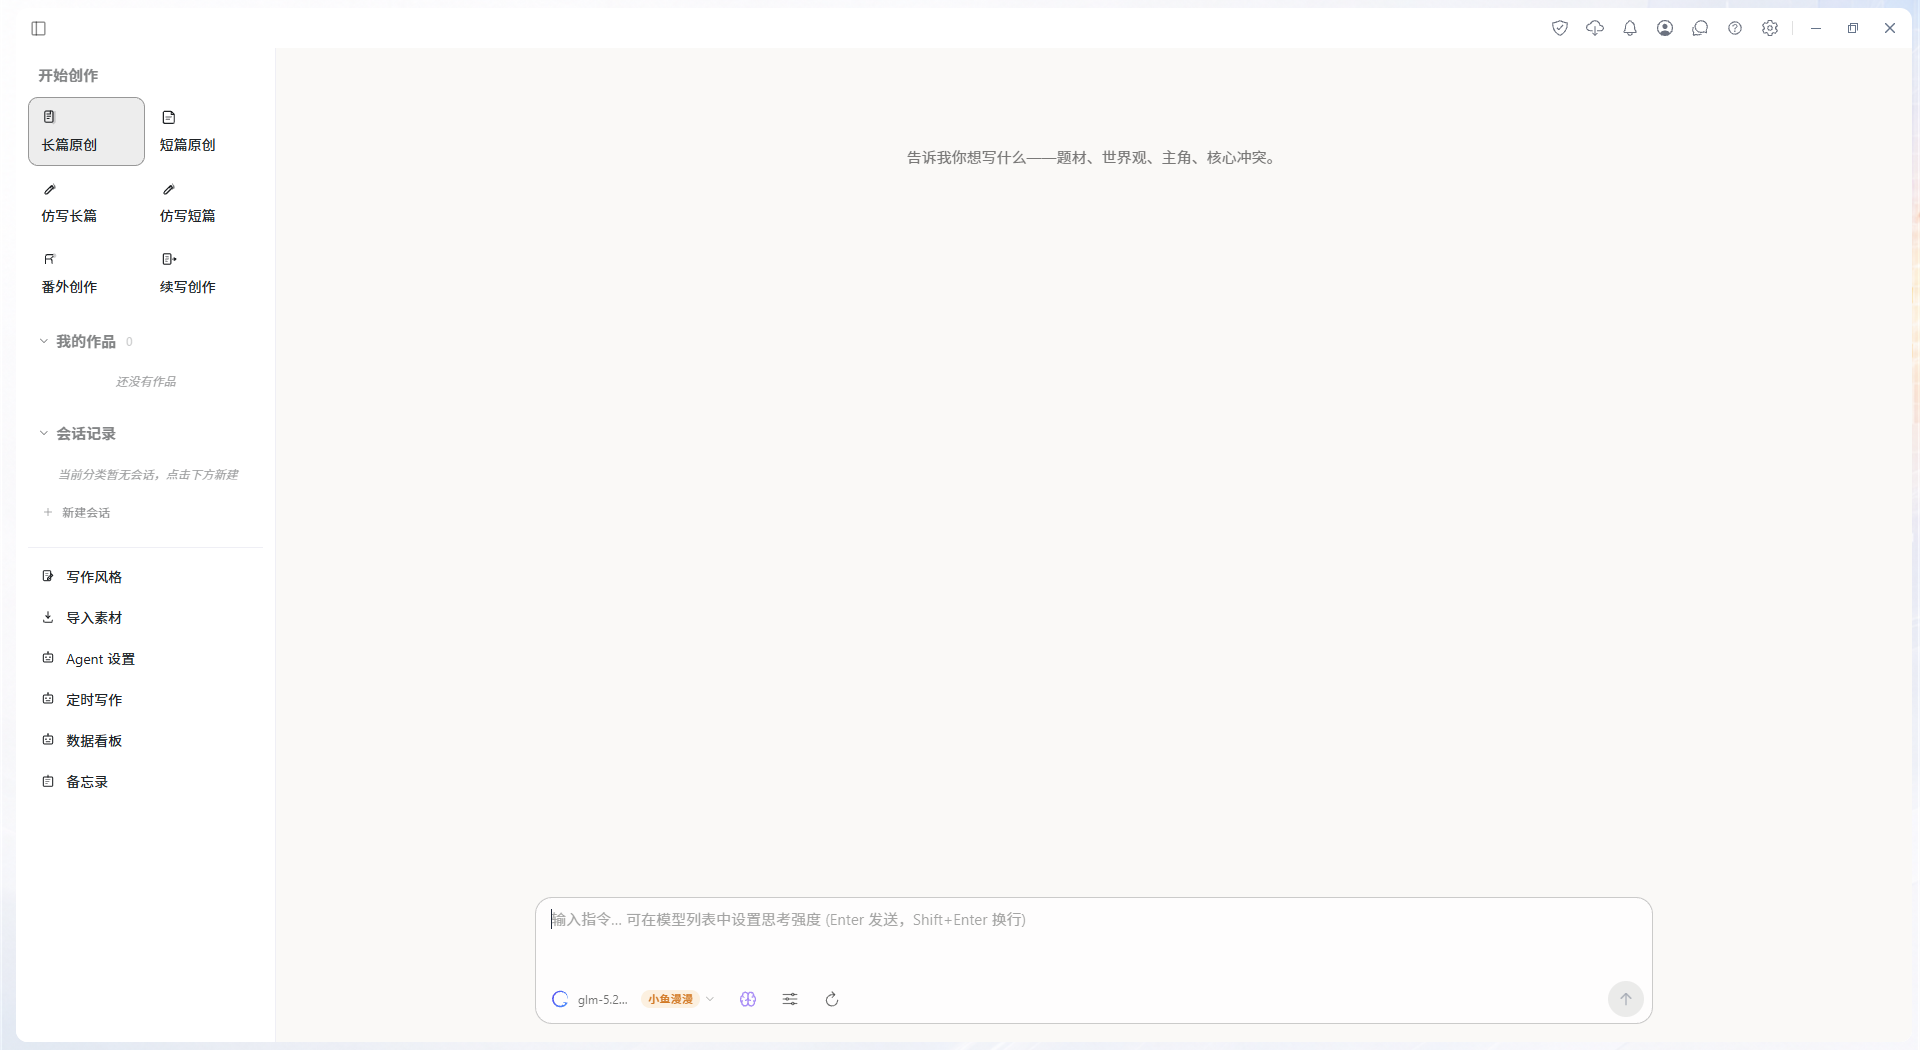 开始创作
长篇原创
短篇原创
仿写长篇
仿写短篇
番外创作
续写创作
我的作品 0
还没有作品
会话记录
当前分类暂无会话，点击下方新建
+ 新建会话
写作风格
导入素材
Agent 设置
定时写作
数据看板
备忘录
告诉我你想写什么——题材、世界观、主角、核心冲突。
输入指令... 可在模型列表中设置思考强度 (Enter 发送，Shift+Enter 换行)
glm-5.2... 小鱼漫漫